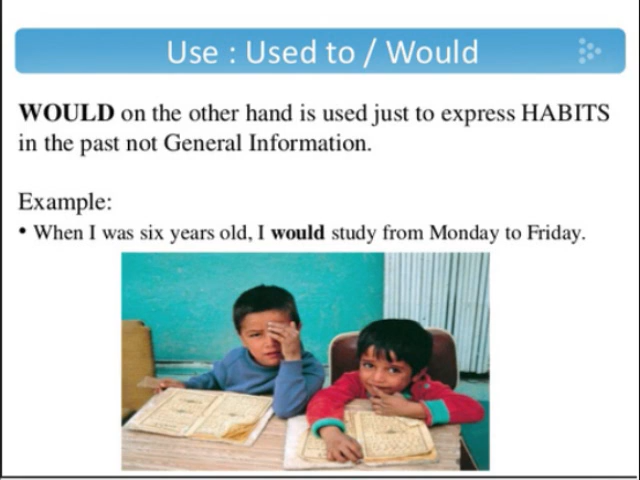 Use : Used to / Would
WOULD on the other hand is used just to express HABITS
in the past not General Information.
Example:
• When I was six years old, I would study from Monday to Friday.